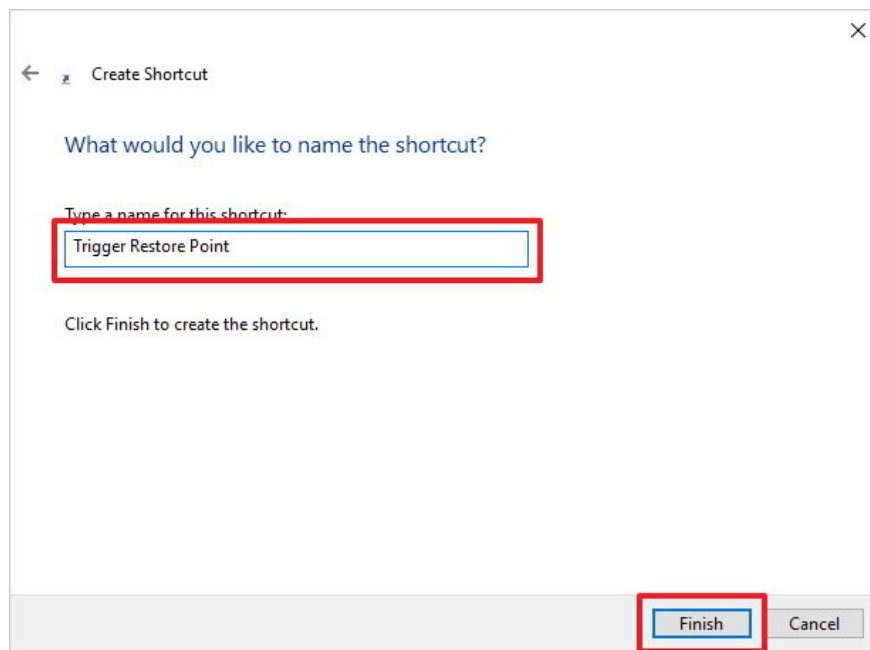 Create Shortcut
What would you like to name the shortcut?
Type a name for this shortcut:
Trigger Restore Point
Click Finish to create the shortcut.
Finish Cancel